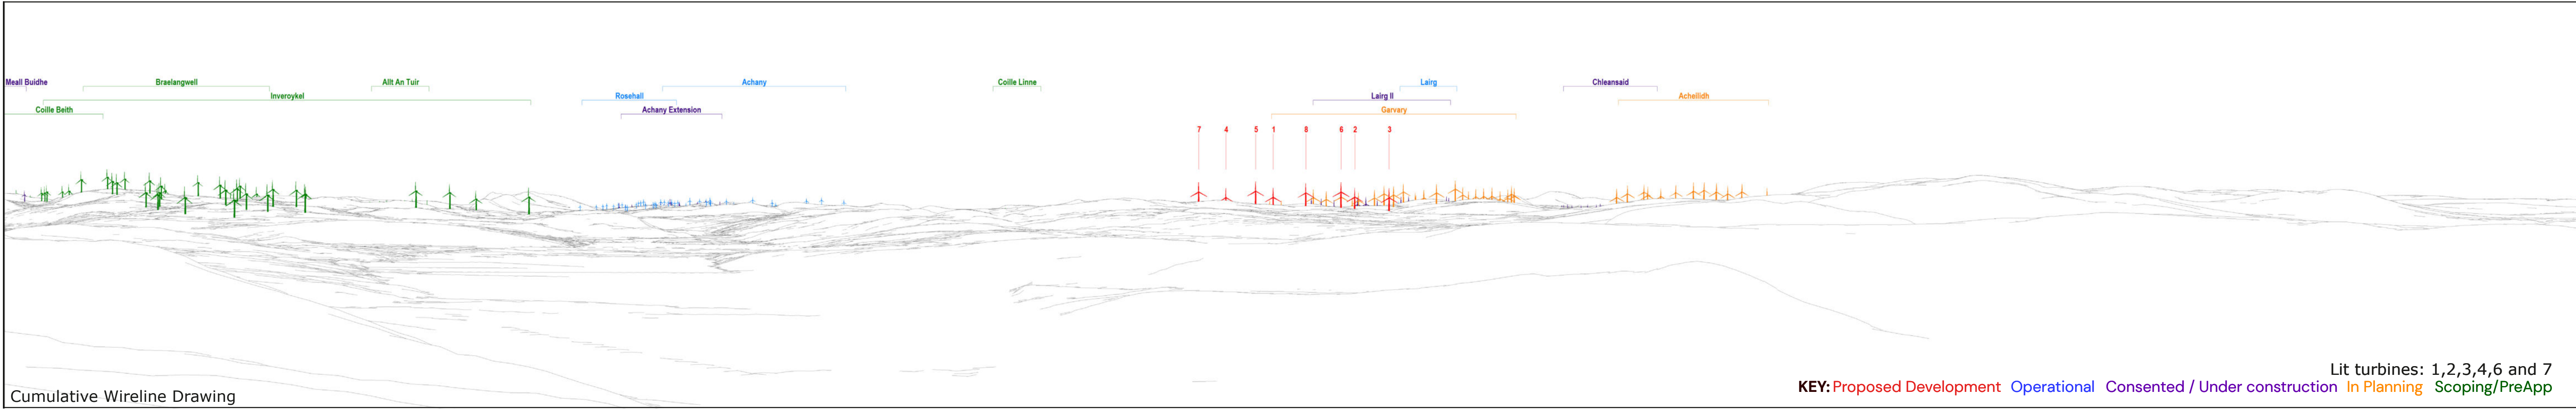 Meall Buidhe
Braelangwell
Allt An Tuir
Inveroykel
Coille Beith
Achany
Rosehall
Achany Extension
Coille Linne
Lairg
Lairg II
Garvary
Chleansaid
Achailidh
7 4 5 1 8 6 2 3
Lit turbines: 1,2,3,4,6 and 7
KEY: Proposed Development Operational Consented / Under construction In Planning Scoping/PreApp
Cumulative Wireline Drawing